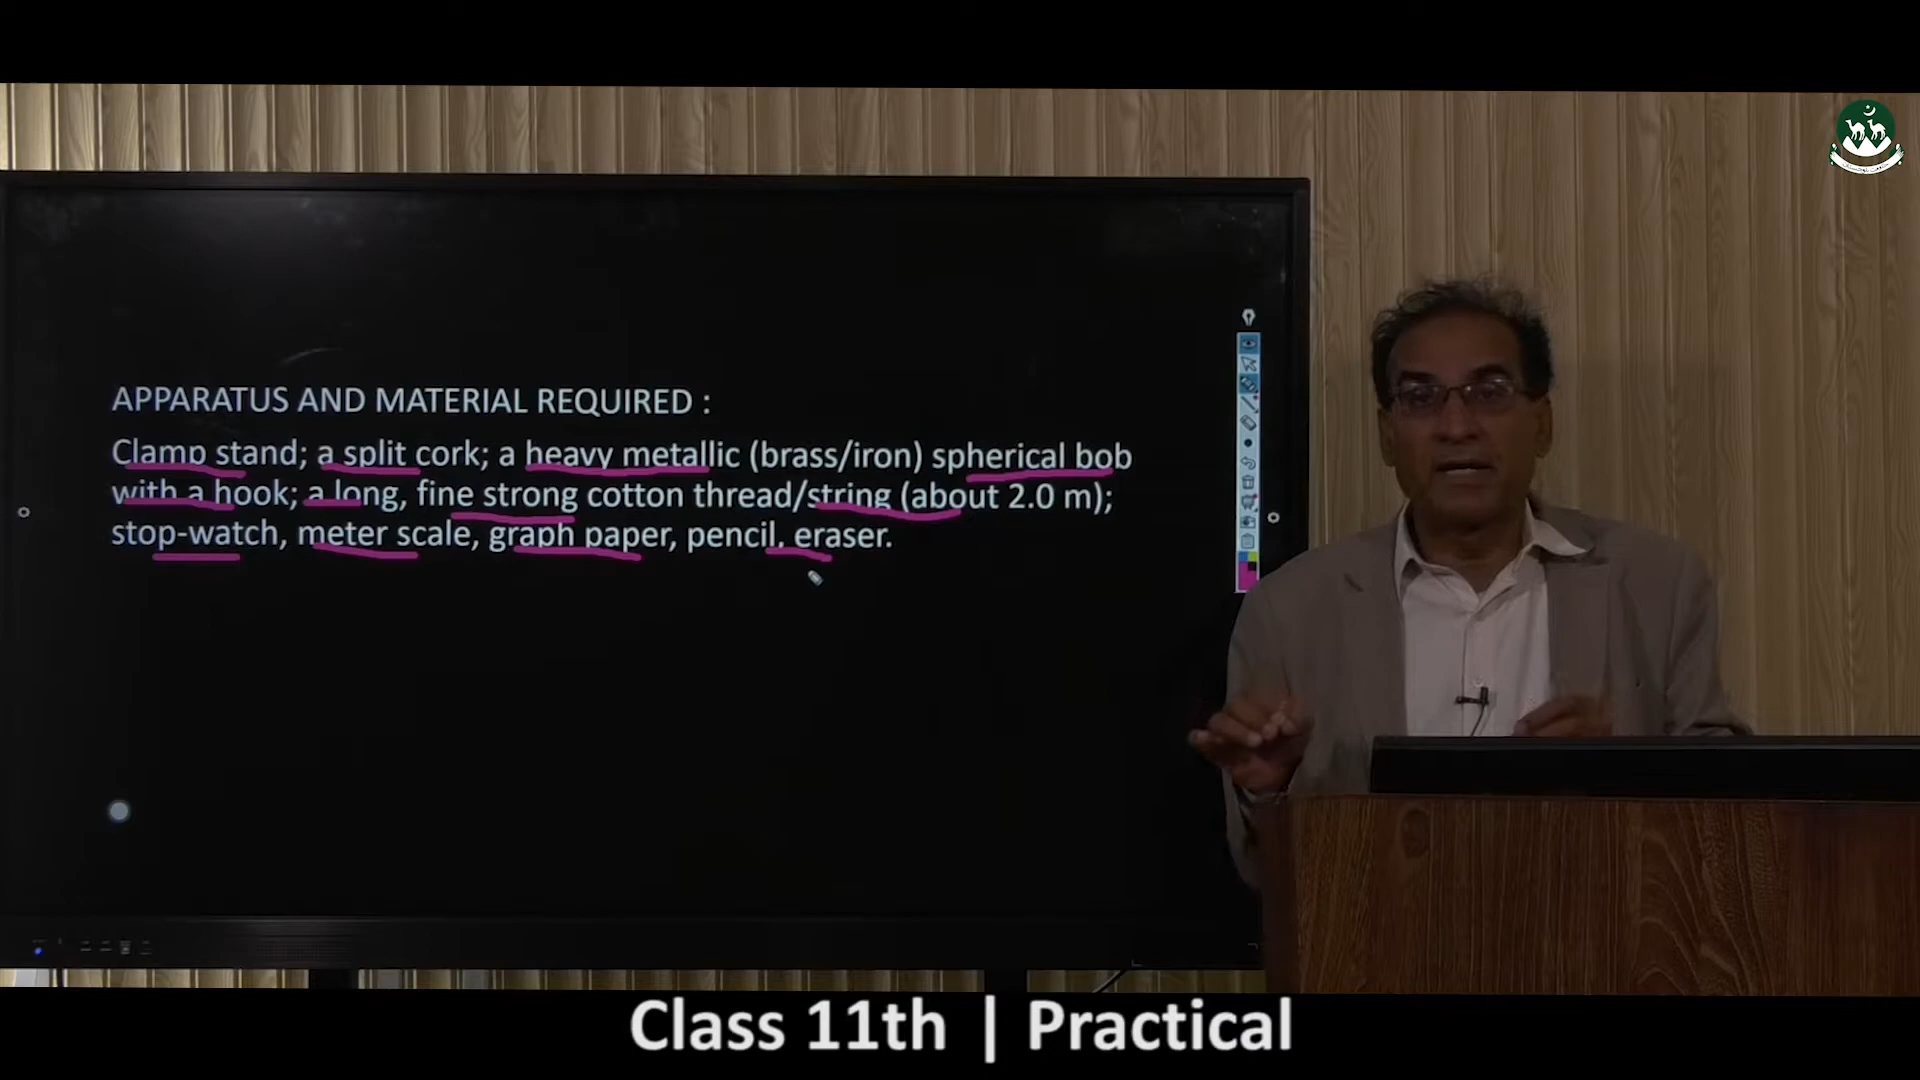 APPARATUS AND MATERIAL REQUIRED :
Clamp stand; a split cork; a heavy metallic (brass/iron) spherical bob
with a hook; a long, fine strong cotton thread/string (about 2.0 m);
stop-watch, meter scale, graph paper, pencil, eraser.
Class 11th | Practical